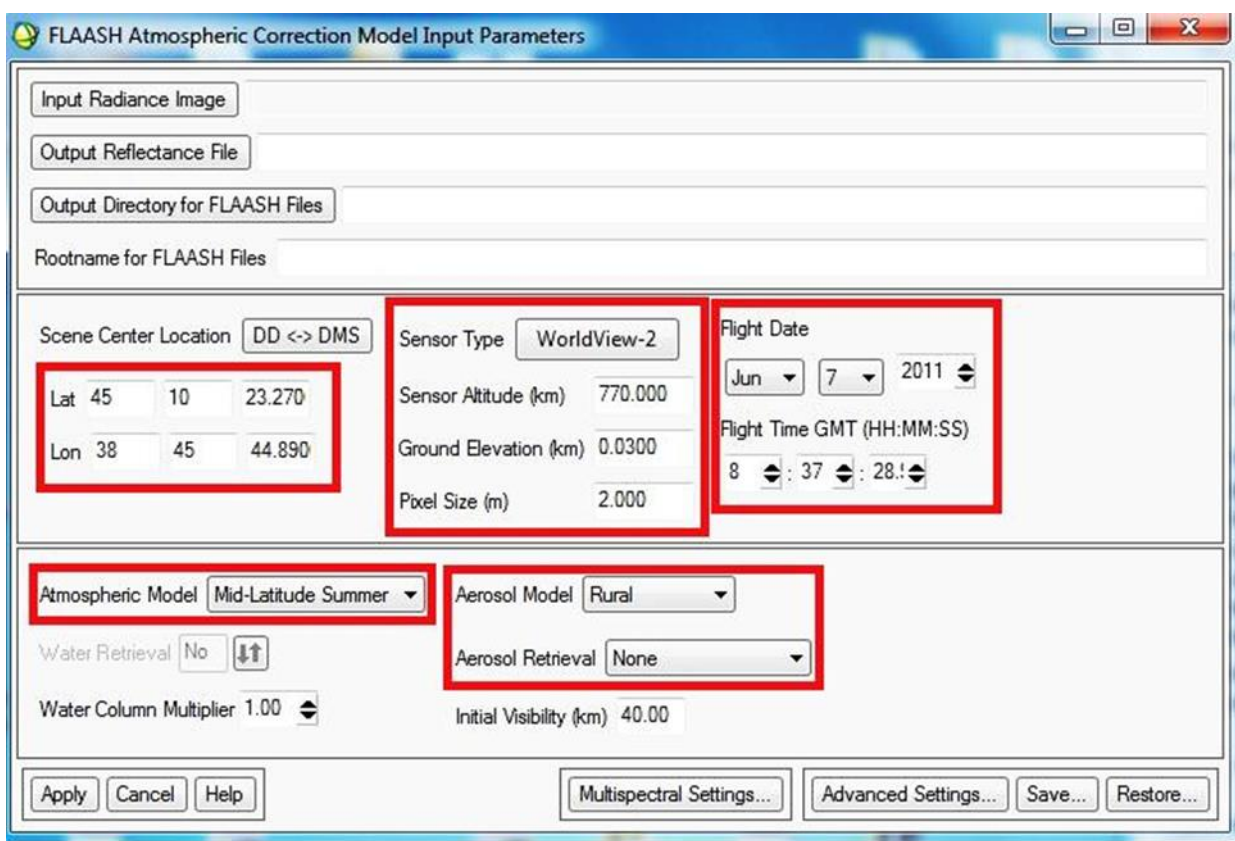 FLAASH Atmospheric Correction Model Input Parameters
Input Radiance Image
Output Reflectance File
Output Directory for FLAASH Files
Rootname for FLAASH Files
Scene Center Location DD <-> DMS
Lat 45 10 23.270
Lon 38 45 44.890
Sensor Type WorldView-2
Sensor Altitude (km) 770.000
Ground Elevation (km) 0.0300
Pixel Size (m) 2.000
Flight Date
Jun 7 2011
Flight Time GMT (HH:MM:SS)
8 : 37 : 28.
Atmospheric Model Mid-Latitude Summer
Water Retrieval No
Water Column Multiplier 1.00
Aerosol Model Rural
Aerosol Retrieval None
Initial Visibility (km) 40.00
Apply Cancel Help Multispectral Settings... Advanced Settings... Save... Restore...